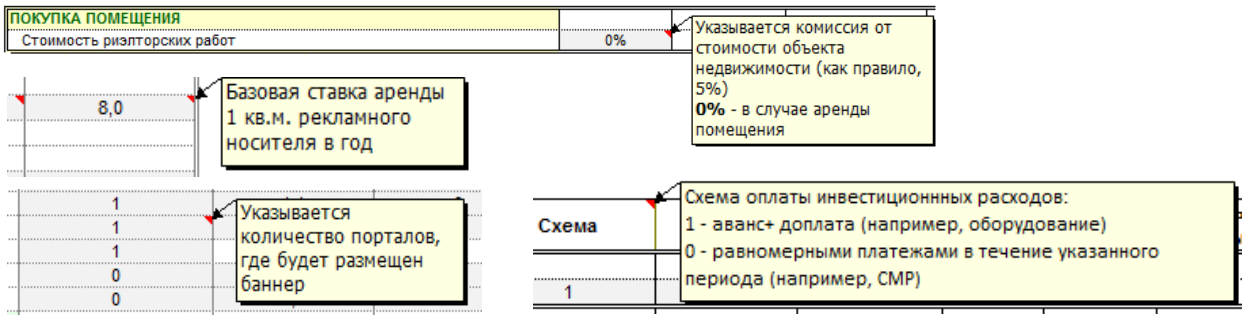 ПОКУПКА ПОМЕЩЕНИЯ
Стоимость риэлторских работ
0%
Указывается комиссия от
стоимости объекта
недвижимости (как правило,
5%)
0% - в случае аренды
помещения
8,0
Базовая ставка аренды
1 кв.м. рекламного
носителя в год
1
1
1
0
0
Указывается
количество порталов,
где будет размещен
баннер
Схема
1
Схема оплаты инвестиционнных расходов:
1 - аванс+ доплата (например, оборудование)
0 - равномерными платежами в течение указанного
периода (например, СМР)